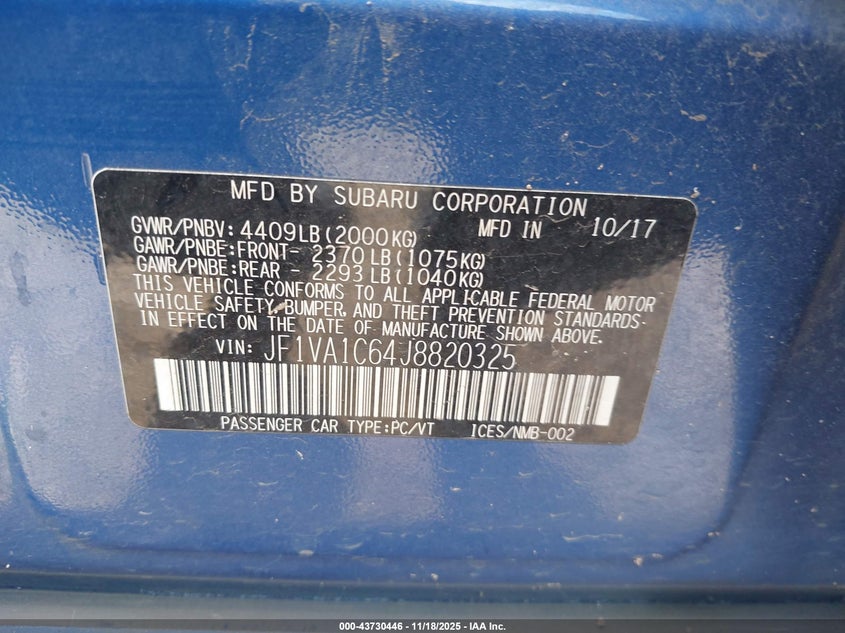 MFD BY SUBARU CORPORATION
GVWR/PNBV: 4409LB(2000KG) MFD IN 10/17
GAWR/PNBE:FRONT- 2370LB(1075KG)
GAWR/PNBE:REAR - 2293LB(1040KG)
THIS VEHICLE CONFORMS TO ALL APPLICABLE FEDERAL MOTOR
VEHICLE SAFETY, BUMPER, AND THEFT PREVENTION STANDARDS
IN EFFECT ON THE DATE OF MANUFACTURE SHOWN ABOVE.
VIN: JF1VA1C64J8820325
PASSENGER CAR TYPE:PC/VT ICES/NMB-002
000-43730446 - 11/18/2025 - IAA Inc.